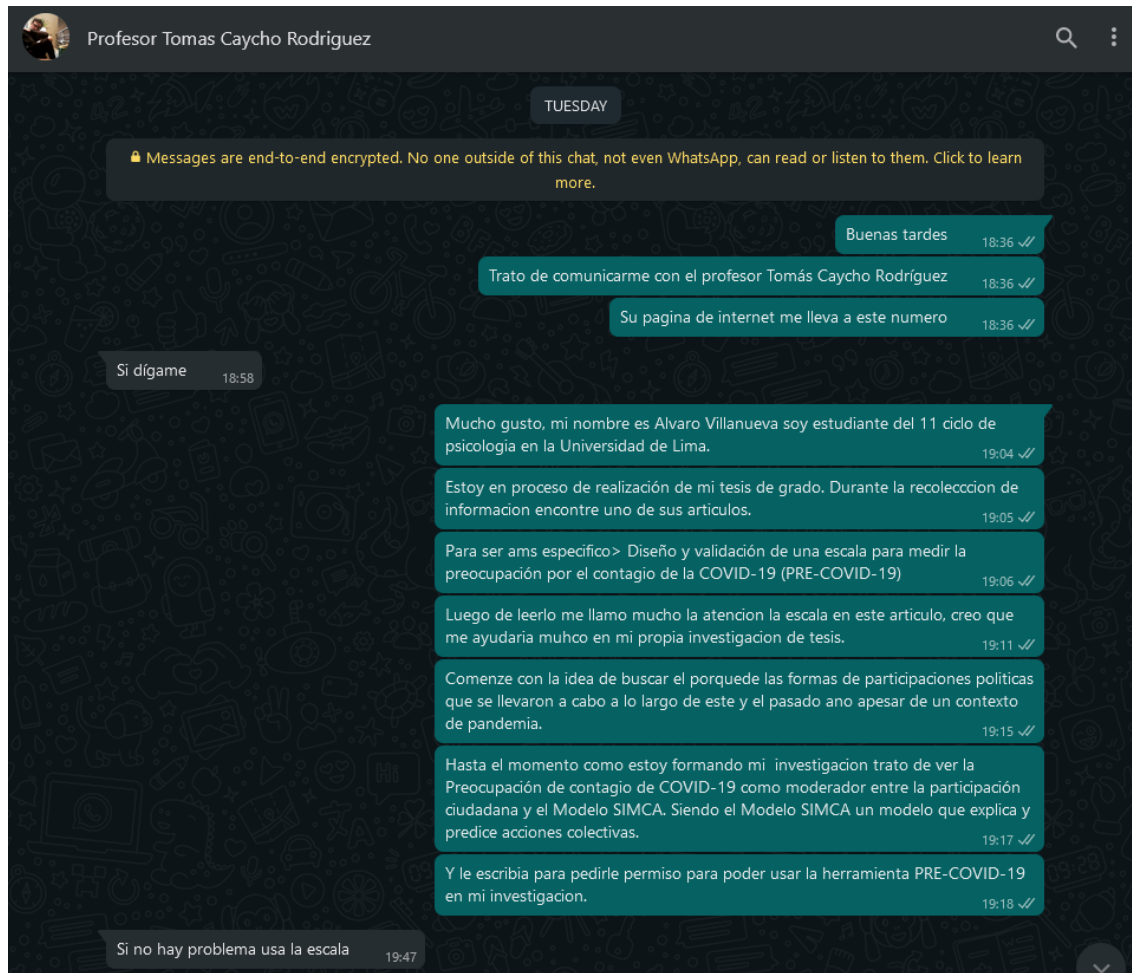 Profesor Tomas Caycho Rodriguez
TUESDAY
Messages are end-to-end encrypted. No one outside of this chat, not even WhatsApp, can read or listen to them. Click to learn
more.
Buenas tardes 18:36
Trato de comunicarme con el profesor Tomás Caycho Rodríguez 18:36
Su pagina de internet me lleva a este numero 18:36
Si dígame 18:58
Mucho gusto, mi nombre es Alvaro Villanueva soy estudiante del 11 ciclo de
psicologia en la Universidad de Lima. 19:04
Estoy en proceso de realización de mi tesis de grado. Durante la recolecccion de
informacion encontre uno de sus articulos. 19:05
Para ser ams especifico> Diseño y validación de una escala para medir la
preocupación por el contagio de la COVID-19 (PRE-COVID-19) 19:06
Luego de leerlo me llamo mucho la atencion la escala en este articulo, creo que
me ayudaria muhco en mi propia investigacion de tesis. 19:11
Comenze con la idea de buscar el porquede las formas de participaciones politicas
que se llevaron a cabo a lo largo de este y el pasado ano apesar de un contexto
de pandemia. 19:15
Hasta el momento como estoy formando mi investigacion trato de ver la
Preocupación de contagio de COVID-19 como moderador entre la participación
ciudadana y el Modelo SIMCA. Siendo el Modelo SIMCA un modelo que explica y
predice acciones colectivas. 19:17
Y le escribia para pedirle permiso para poder usar la herramienta PRE-COVID-19
en mi investigacion. 19:18
Si no hay problema usa la escala 19:47